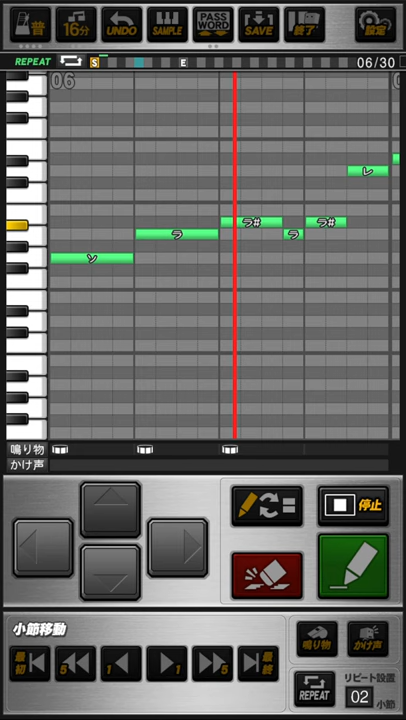 普 16分 UNDO SAMPLE PASS WORD SAVE 終了 設定
REPEAT S E 06/30
06
レ
ラ# ラ ラ#
ラ
ソ
鳴り物
かけ声
停止
小節移動
最初 5 1 1 5 最終
鳴り物 かけ声
リピート設置
REPEAT 02 小節